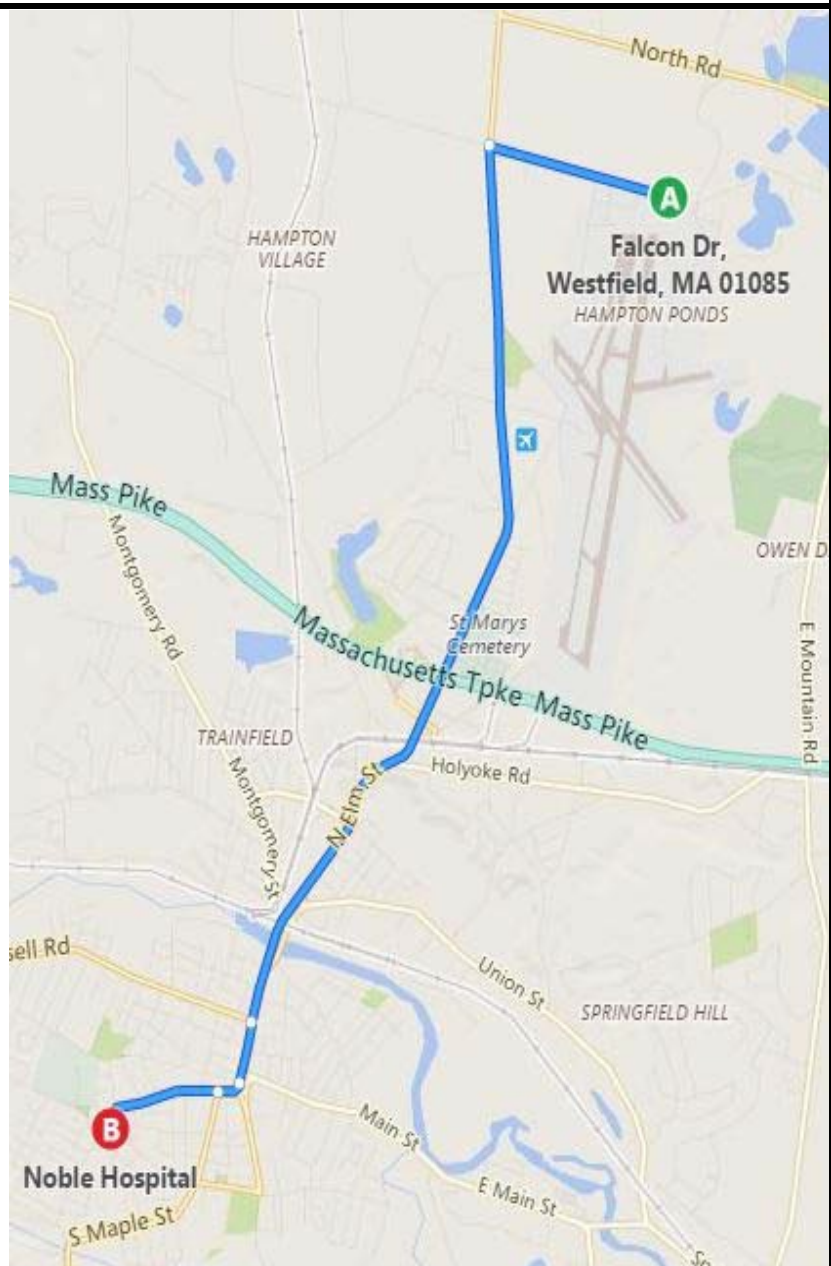 North Rd
A
Falcon Dr,
Westfield, MA 01085
HAMPTON PONDS
HAMPTON
VILLAGE
Mass Pike
Montgomery Rd
OWEN D
St Marys
Cemetery
Massachusetts Tpke
Mass Pike
E Mountain Rd
TRAINFIELD
Holyoke Rd
N Elm St
Montgomery St
sell Rd
Union St
SPRINGFIELD HILL
B
Noble Hospital
Main St
E Main St
S Maple St
So